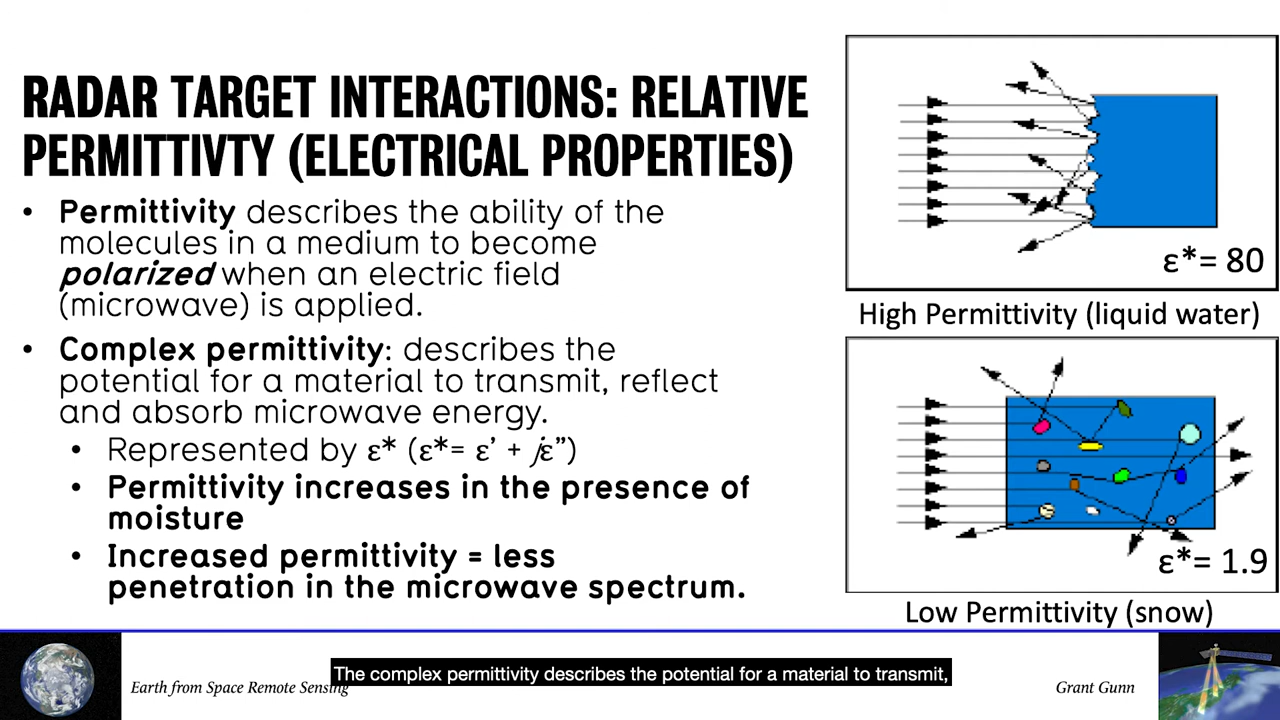 RADAR TARGET INTERACTIONS: RELATIVE
PERMITTIVTY (ELECTRICAL PROPERTIES)
• Permittivity describes the ability of the
molecules in a medium to become
polarized when an electric field
(microwave) is applied.
• Complex permittivity: describes the
potential for a material to transmit, reflect
and absorb microwave energy.
• Represented by ε* (ε*= ε’ + jε”)
• Permittivity increases in the presence of
moisture
• Increased permittivity = less
penetration in the microwave spectrum.
ε*= 80
High Permittivity (liquid water)
ε*= 1.9
Low Permittivity (snow)
The complex permittivity describes the potential for a material to transmit,
Earth from Space Remote Sensing
Grant Gunn